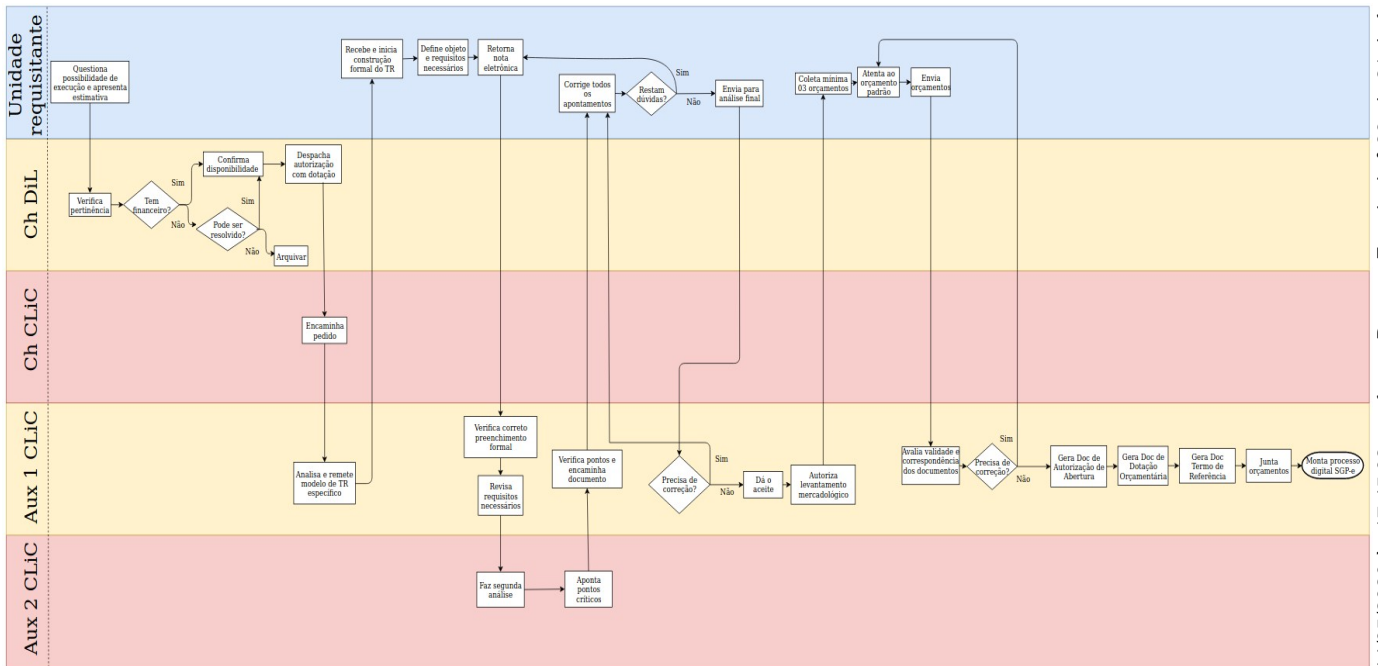 Unidade
requisitante
Questiona
possibilidade de
execução e apresenta
estimativa
Recebe e inicia
construção
formal do TR
Define objeto
e requisitos
necessários
Retorna
nota
eletrônica
Corrige todos
os
apontamentos
Restam
dúvidas?
Sim
Não
Envia para
análise final
Coleta mínima
03 orçamentos
Atenta ao
orçamento
padrão
Envia
orçamentos
Ch DiL
Verifica
pertinência
Tem
financeiro?
Sim
Não
Confirma
disponibilidade
Sim
Pode ser
resolvido?
Não
Arquivar
Despacha
autorização
com dotação
Ch CLiC
Encaminha
pedido
Aux 1 CLiC
Analisa e remete
modelo de TR
específico
Verifica correto
preenchimento
formal
Revisa
requisitos
necessários
Verifica pontos e
encaminha
documento
Precisa de
correção?
Sim
Não
Dá o
aceite
Autoriza
levantamento
mercadológico
Avalia validade e
correspondência
dos documentos
Precisa de
correção?
Sim
Não
Gera Doc de
Autorização de
Abertura
Gera Doc de
Dotação
Orçamentária
Gera Doc
Termo de
Referência
Junta
orçamentos
Monta processo
digital SGP-e
Aux 2 CLiC
Faz segunda
análise
Aponta
pontos
críticos